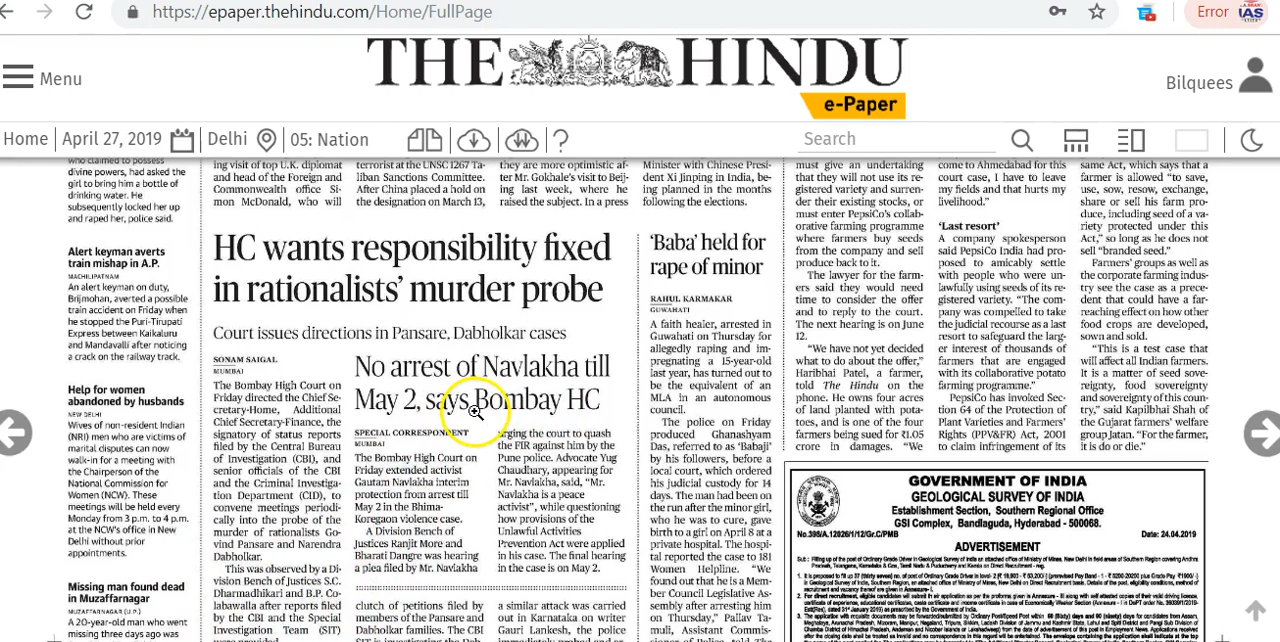 https://epaper.thehindu.com/Home/FullPage
Error
IAS
THE HINDU
e-Paper
Menu
Bilquees
Home
April 27, 2019
Delhi
05: Nation
?
Search
who claimed to possess
divine powers, had asked the
girl to bring him a bottle of
drinking water. He
subsequently locked her up
and raped her, police said.
Alert keyman averts
train mishap in A.P.
MACHILIPATNAM
An alert keyman on duty,
Brijmohan, averted a possible
train accident on Friday when
he stopped the Puri-Tirupati
Express between Kaikaluru
and Mandavalli after noticing
a crack on the railway track.
Help for women
abandoned by husbands
NEW DELHI
Wives of non-resident Indian
(NRI) men who are victims of
marital disputes can now
walk-in for a meeting with
the Chairperson of the
National Commission for
Women (NCW). These
meetings will be held every
Monday from 3 p.m. to 4 p.m.
at the NCW's office in New
Delhi without prior
appointments.
Missing man found dead
in Muzaffarnagar
MUZAFFARNAGAR (U.P.)
A 20-year-old man who went
missing three days ago was
ing visit of top U.K. diplomat
and head of the Foreign and
Commonwealth office Si-
mon McDonald, who will
terrorist at the UNSC 1267 Ta-
liban Sanctions Committee.
After China placed a hold on
the designation on March 13,
they are more optimistic af-
ter Mr. Gokhale's visit to Beij-
ing last week, where he
raised the subject. In a press
Minister with Chinese Presi-
dent Xi Jinping in India, be-
ing planned in the months
following the elections.
HC wants responsibility fixed
in rationalists' murder probe
Court issues directions in Pansare, Dabholkar cases
SONAM SAIGAL
MUMBAI
The Bombay High Court on
Friday directed the Chief Se-
cretary-Home, Additional
Chief Secretary-Finance, the
signatory of status reports
filed by the Central Bureau
of Investigation (CBI), and
senior officials of the CBI
and the Criminal Investiga-
tion Department (CID), to
convene meetings periodi-
cally into the probe of the
murder of rationalists Go-
vind Pansare and Narendra
Dabholkar.
This was observed by a Di-
vision Bench of Justices S.C.
Dharmadhikari and B.P. Co-
labawalla after reports filed
by the CBI and the Special
Investigation Team (SIT)
No arrest of Navlakha till
May 2, says Bombay HC
SPECIAL CORRESPONDENT
MUMBAI
The Bombay High Court on
Friday extended activist
Gautam Navlakha interim
protection from arrest till
May 2 in the Bhima-
Koregaon violence case.
A Division Bench of
Justices Ranjit More and
Bharati Dangre was hearing
a plea filed by Mr. Navlakha
urging the court to quash
the FIR against him by the
Pune police. Advocate Yug
Chaudhary, appearing for
Mr. Navlakha, said, "Mr.
Navlakha is a peace
activist", while questioning
how provisions of the
Unlawful Activities
Prevention Act were applied
in his case. The final hearing
in the case is on May 2.
clutch of petitions filed by
members of the Pansare and
Dabholkar families. The CBI
a similar attack was carried
out in Karnataka on writer
Gauri Lankesh, the police
'Baba' held for
rape of minor
RAHUL KARMAKAR
GUWAHATI
A faith healer, arrested in
Guwahati on Thursday for
allegedly raping and im-
pregnating a 15-year-old
last year, has turned out to
be the equivalent of an
MLA in an autonomous
council.
The police on Friday
produced Ghanashyam
Das, referred to as 'Babaji'
by his followers, before a
local court, which ordered
his judicial custody for 14
days. The man had been on
the run after the minor girl,
who he was to cure, gave
birth to a girl on April 8 at a
private hospital. The hospi-
tal reported the case to 181
Women Helpline. "We
found out that he is a Mem-
ber Council Legislative As-
sembly after arresting him
on Thursday," Pallav Ta-
muli, Assistant Commis-
must give an undertaking
that they will not use its re-
gistered variety and surren-
der their existing stocks, or
must enter PepsiCo's collab-
orative farming programme
where farmers buy seeds
from the company and sell
produce back to it.
The lawyer for the farm-
ers said they would need
time to consider the offer
and to reply to the court.
The next hearing is on June
12.
"We have not yet decided
what to do about the offer,"
Haribhai Patel, a farmer,
told The Hindu on the
phone. He owns four acres
of land planted with pota-
toes, and is one of the four
farmers being sued for ₹1.05
crore in damages. "We
come to Ahmedabad for this
court case, I have to leave
my fields and that hurts my
livelihood."
'Last resort'
A company spokesperson
said PepsiCo India had pro-
posed to amicably settle
with people who were un-
lawfully using seeds of its re-
gistered variety. "The com-
pany was compelled to take
the judicial recourse as a last
resort to safeguard the larg-
er interest of thousands of
farmers that are engaged
with its collaborative potato
farming programme."
PepsiCo has invoked Sec-
tion 64 of the Protection of
Plant Varieties and Farmers'
Rights (PPV&FR) Act, 2001
to claim infringement of its
same Act, which says that a
farmer is allowed "to save,
use, sow, resow, exchange,
share or sell his farm pro-
duce, including seed of a va-
riety protected under this
Act," so long as he does not
sell "branded seed."
Farmers' groups as well as
the corporate farming indus-
try see the case as a prece-
dent that could have a far-
reaching effect on how other
food crops are developed,
sown and sold.
"This is a test case that
will affect all Indian farmers.
It is a matter of seed sove-
reignty, food sovereignty
and sovereignty of this coun-
try," said Kapilbhai Shah of
the Gujarat farmers' welfare
group Jatan. "For the farmer,
it is do or die."
GOVERNMENT OF INDIA
GEOLOGICAL SURVEY OF INDIA
Establishment Section, Southern Regional Office
GSI Complex, Bandlaguda, Hyderabad - 500068.
Date: 24.04.2019
ADVERTISEMENT